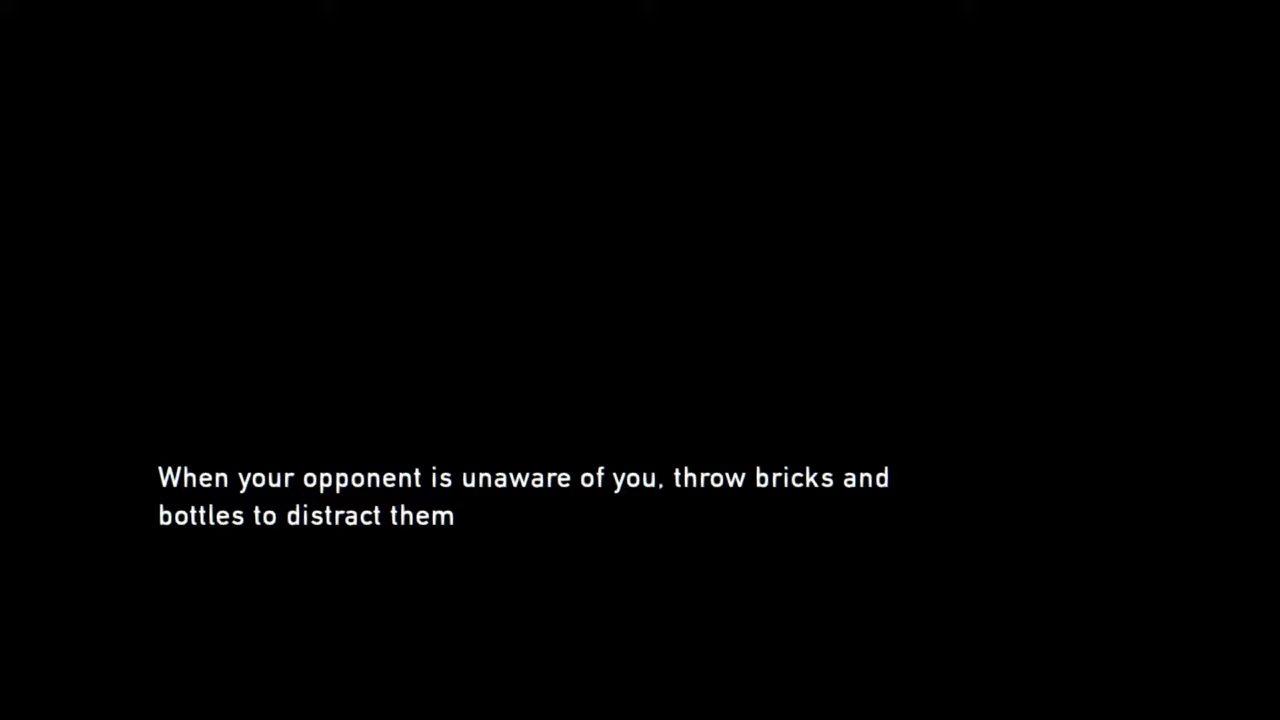 When your opponent is unaware of you, throw bricks and
bottles to distract them